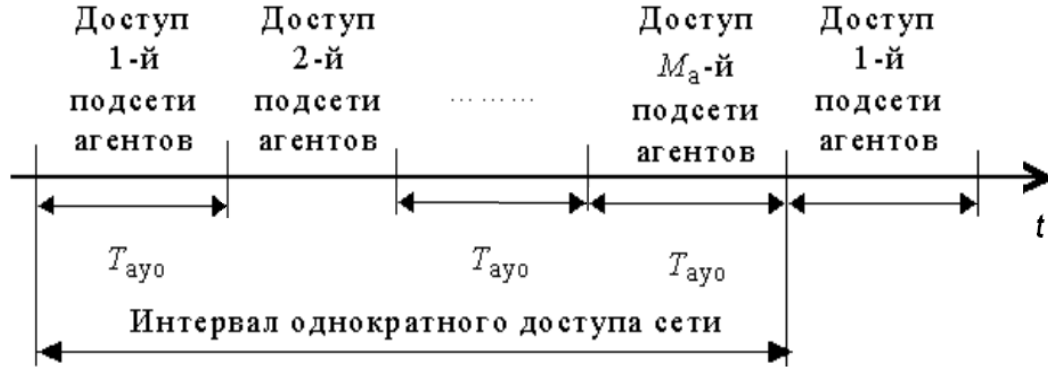 Доступ
1-й
подсети
агентов
Доступ
2-й
подсети
агентов
………
Доступ
Mа-й
подсети
агентов
Доступ
1-й
подсети
агентов
t
Tауо
Tауо
Tауо
Интервал однократного доступа сети